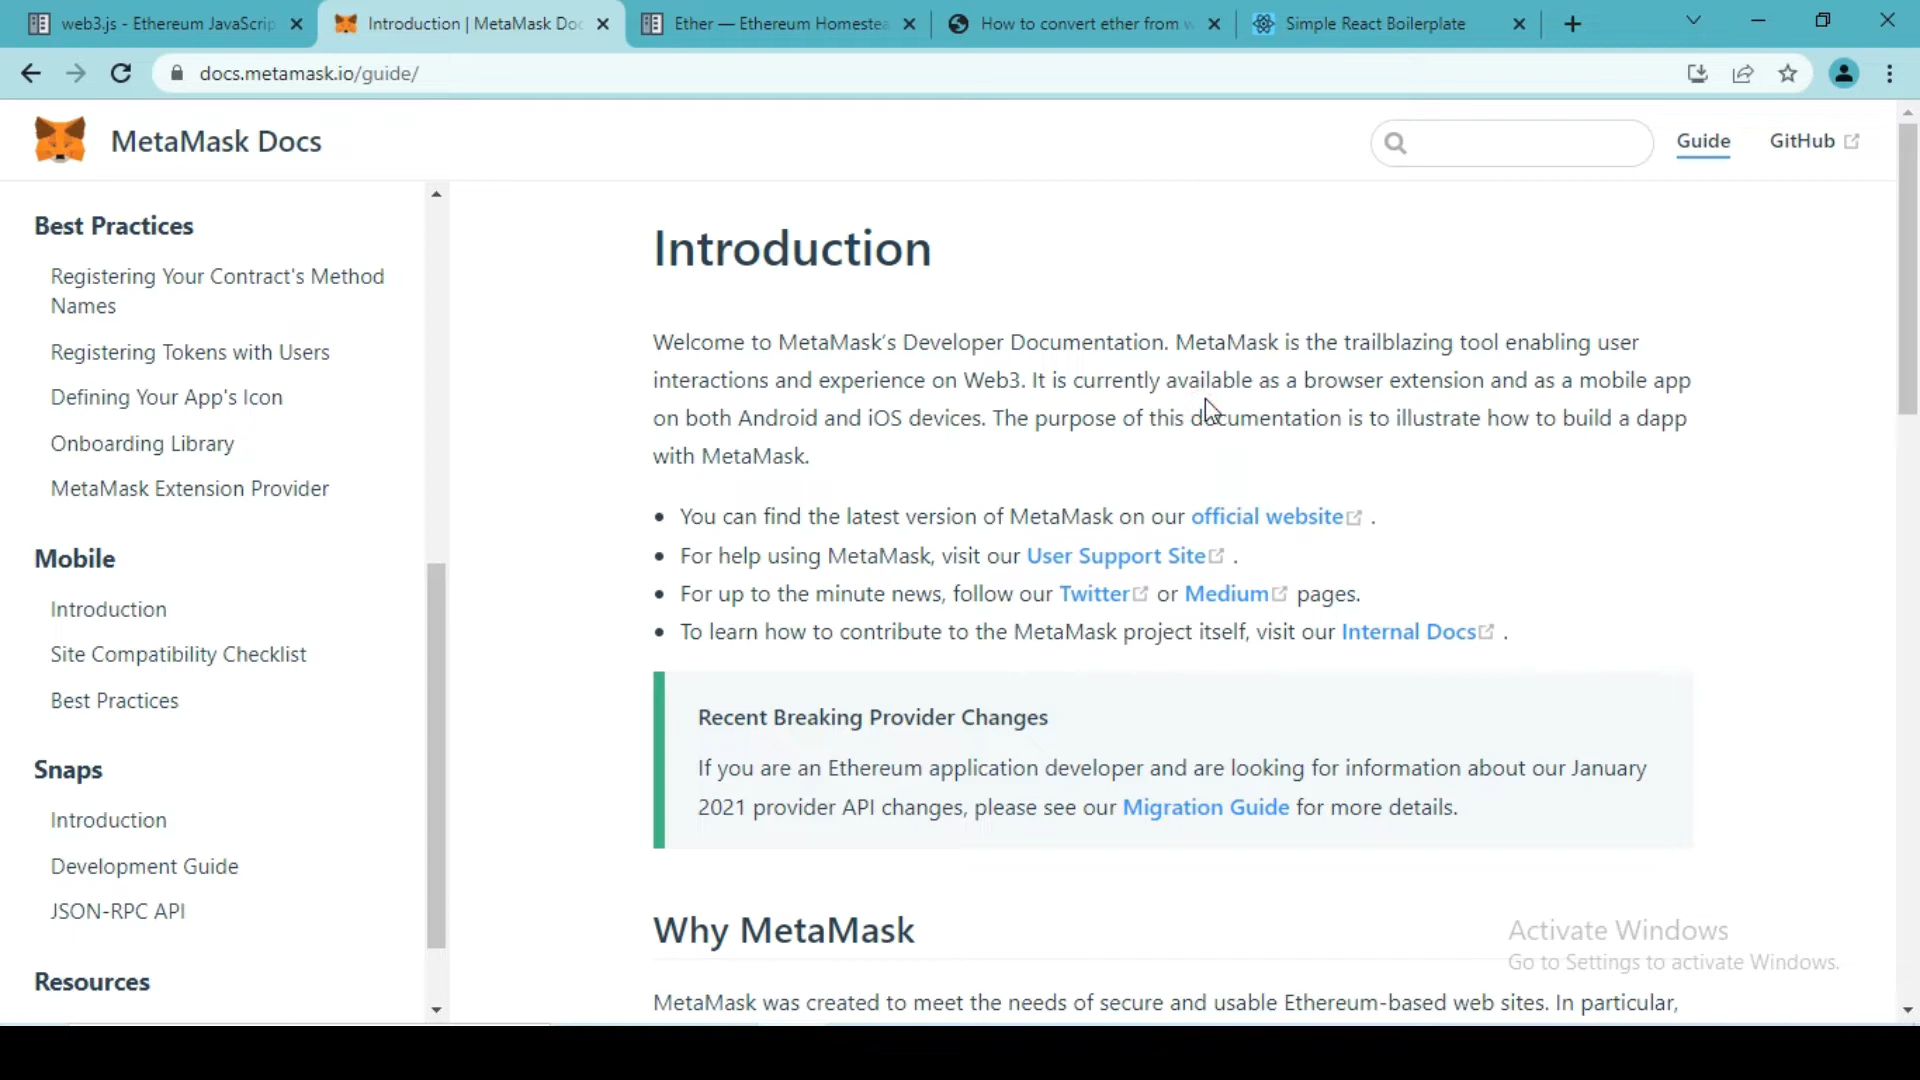 web3.js - Ethereum JavaScrip
Introduction | MetaMask Doc
Ether — Ethereum Homestea
How to convert ether from w
Simple React Boilerplate
docs.metamask.io/guide/
MetaMask Docs
Guide
GitHub
Best Practices
Registering Your Contract's Method
Names
Registering Tokens with Users
Defining Your App's Icon
Onboarding Library
MetaMask Extension Provider
Mobile
Introduction
Site Compatibility Checklist
Best Practices
Snaps
Introduction
Development Guide
JSON-RPC API
Resources
Introduction
Welcome to MetaMask’s Developer Documentation. MetaMask is the trailblazing tool enabling user
interactions and experience on Web3. It is currently available as a browser extension and as a mobile app
on both Android and iOS devices. The purpose of this documentation is to illustrate how to build a dapp
with MetaMask.
• You can find the latest version of MetaMask on our official website .
• For help using MetaMask, visit our User Support Site .
• For up to the minute news, follow our Twitter or Medium pages.
• To learn how to contribute to the MetaMask project itself, visit our Internal Docs .
Recent Breaking Provider Changes
If you are an Ethereum application developer and are looking for information about our January
2021 provider API changes, please see our Migration Guide for more details.
Why MetaMask
MetaMask was created to meet the needs of secure and usable Ethereum-based web sites. In particular,
Activate Windows
Go to Settings to activate Windows.